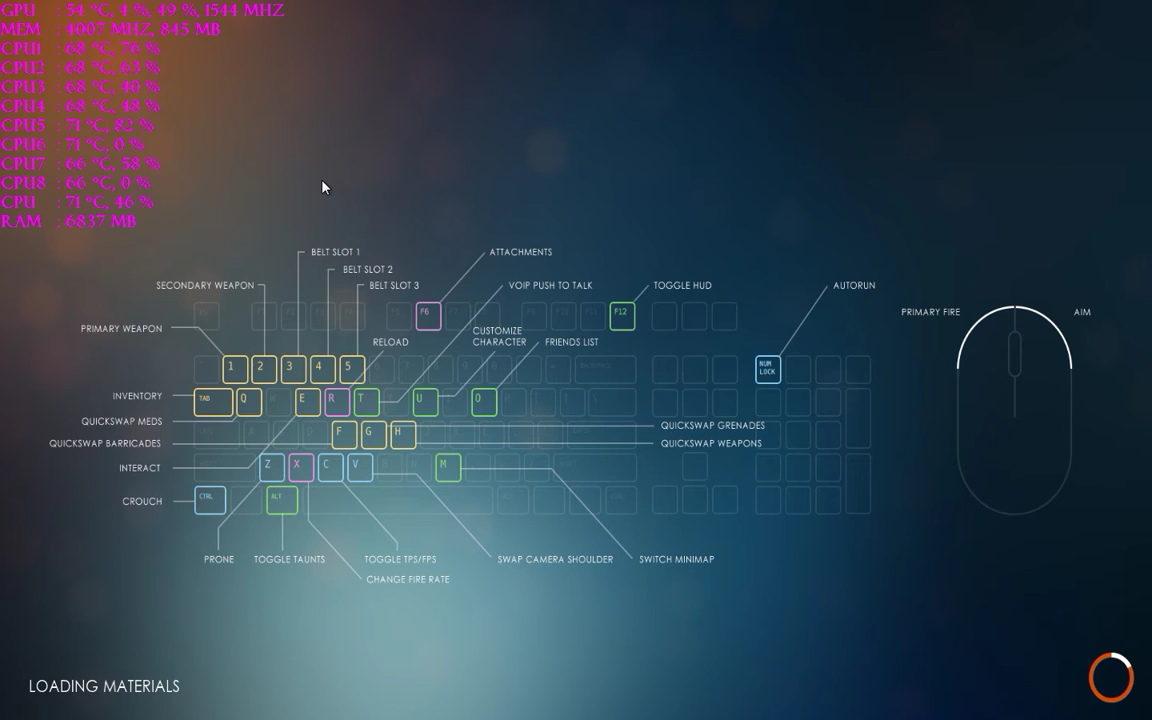 GPU : 54 °C, 4 %, 49 %, 1544 MHZ
MEM : 4007 MHZ, 845 MB
CPU1 : 68 °C, 76 %
CPU2 : 68 °C, 63 %
CPU3 : 68 °C, 40 %
CPU4 : 68 °C, 48 %
CPU5 : 71 °C, 82 %
CPU6 : 71 °C, 0 %
CPU7 : 66 °C, 58 %
CPU8 : 66 °C, 0 %
CPU : 71 °C, 46 %
RAM : 6837 MB
BELT SLOT 1
ATTACHMENTS
BELT SLOT 2
SECONDARY WEAPON
BELT SLOT 3
VOIP PUSH TO TALK
TOGGLE HUD
AUTORUN
F6
F12
PRIMARY FIRE
AIM
PRIMARY WEAPON
RELOAD
CUSTOMIZE
CHARACTER
FRIENDS LIST
1 2 3 4 5
NUM
LOCK
INVENTORY
TAB Q E R T U O
QUICKSWAP MEDS
F G H
QUICKSWAP GRENADES
QUICKSWAP BARRICADES
QUICKSWAP WEAPONS
INTERACT
Z X C V M
CROUCH
CTRL ALT
PRONE
TOGGLE TAUNTS
TOGGLE TPS/FPS
SWAP CAMERA SHOULDER
SWITCH MINIMAP
CHANGE FIRE RATE
LOADING MATERIALS